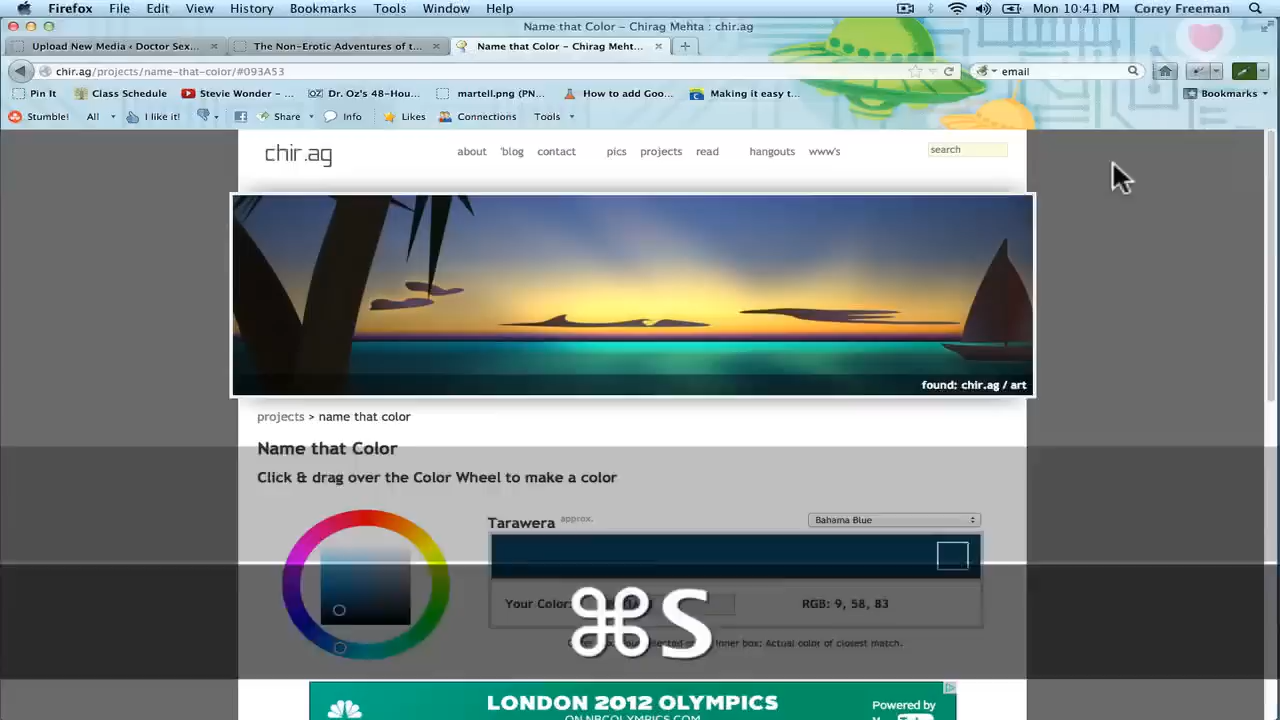 Firefox File Edit View History Bookmarks Tools Window Help Mon 10:41 PM Corey Freeman
Name that Color – Chirag Mehta : chir.ag
Upload New Media ‹ Doctor Sex... The Non-Erotic Adventures of t... Name that Color – Chirag Meht...
chir.ag/projects/name-that-color/#093A53 email
Pin It Class Schedule Stevie Wonder – ... Dr. Oz's 48-Hou... martell.png (PN... How to add Goo... Making it easy t... Bookmarks
Stumble! All I like it! Share Info Likes Connections Tools
chir.ag about 'blog contact pics projects read hangouts www's search
found: chir.ag / art
projects > name that color
Name that Color
Click & drag over the Color Wheel to make a color
Tarawera approx. Bahama Blue
Your Color: RGB: 9, 58, 83
⌘S
Inner box: Actual color of closest match.
LONDON 2012 OLYMPICS
ON NBCOLYMPICS.COM
Powered by